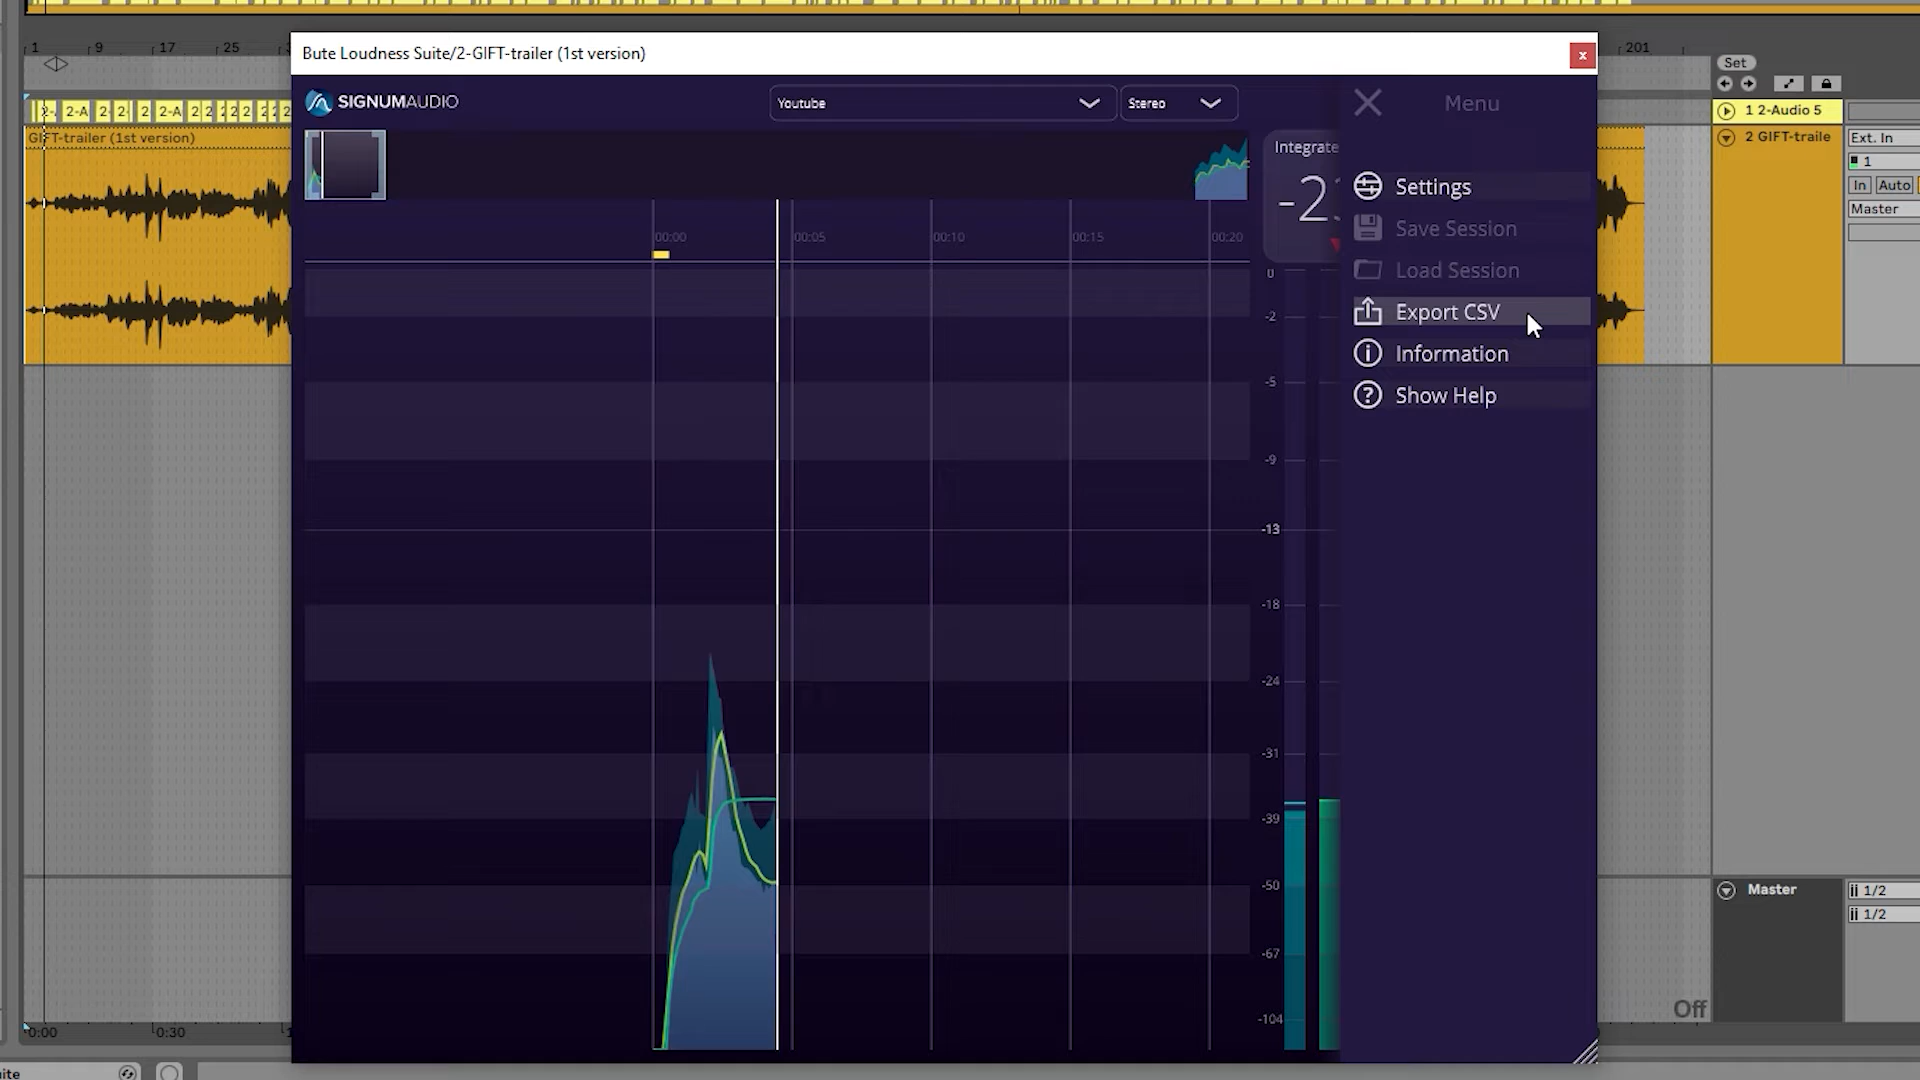 1
9
17
25
201
Bute Loudness Suite/2-GIFT-trailer (1st version)
x
Set
SIGNUMAUDIO
Youtube
Stereo
Menu
2-A
2-A
1 2-Audio 5
GIFT-trailer (1st version)
2 GIFT-traile
Ext. In
1
In
Auto
Master
Integrate
-23
Settings
Save Session
Load Session
Export CSV
Information
Show Help
00:00
00:05
00:10
00:15
00:20
0
-2
-5
-9
-13
-18
-24
-31
-39
-50
-67
-104
Master
1/2
1/2
Off
0:00
0:30
1
uite